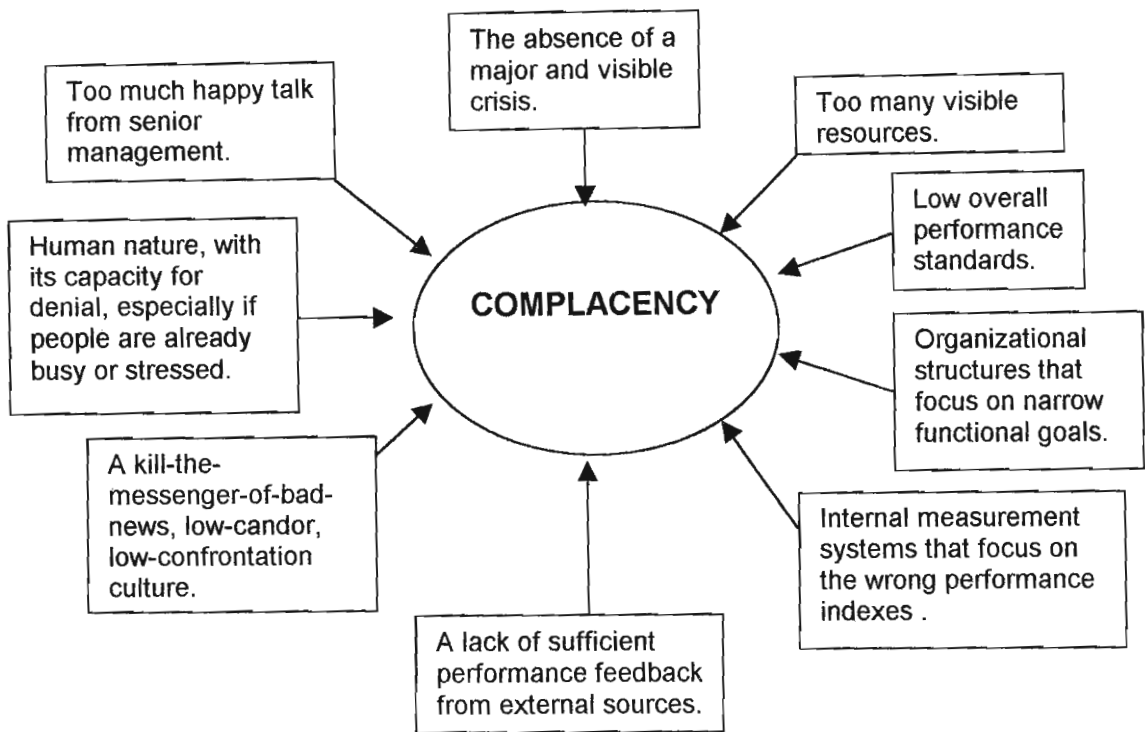 The absence of a
major and visible
crisis.
Too much happy talk
from senior
management.
Too many visible
resources.
Low overall
performance
standards.
Human nature, with
its capacity for
denial, especially if
people are already
busy or stressed.
COMPLACENCY
Organizational
structures that
focus on narrow
functional goals.
A kill-the-
messenger-of-bad-
news, low-candor,
low-confrontation
culture.
Internal measurement
systems that focus on
the wrong performance
indexes .
A lack of sufficient
performance feedback
from external sources.